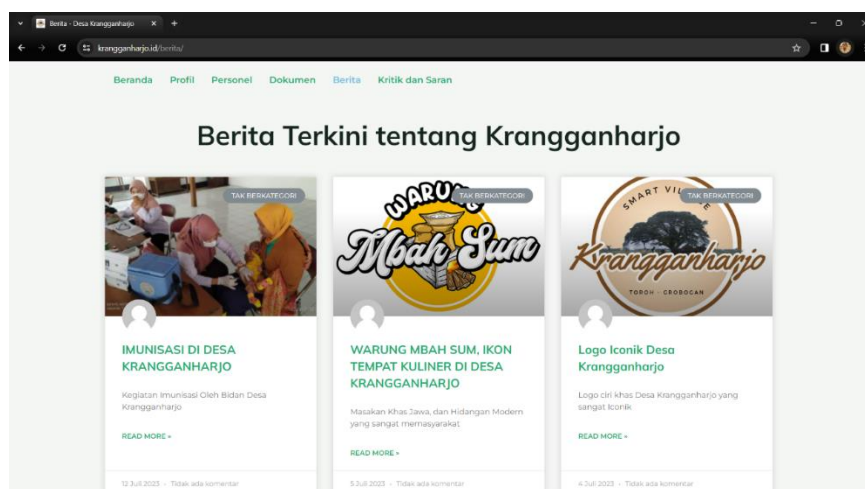 Berita - Desa Krangganharjo
krangganharjo.id/berita/
Beranda Profil Personel Dokumen Berita Kritik dan Saran
Berita Terkini tentang Krangganharjo
TAK BERKATEGORI
IMUNISASI DI DESA
KRANGGANHARJO
Kegiatan Imunisasi Oleh Bidan Desa
Krangganharjo
READ MORE »
12 Juli 2023 • Tidak ada komentar
TAK BERKATEGORI
WARUNG
Mbah Sum
WARUNG MBAH SUM, IKON
TEMPAT KULINER DI DESA
KRANGGANHARJO
Masakan Khas Jawa, dan Hidangan Modern
yang sangat memasyarakat
READ MORE »
5 Juli 2023 • Tidak ada komentar
TAK BERKATEGORI
SMART
Krangganharjo
TOROH - GROBOGAN
Logo Iconik Desa
Krangganharjo
Logo ciri khas Desa Krangganharjo yang
sangat Iconik
READ MORE »
4 Juli 2023 • Tidak ada komentar